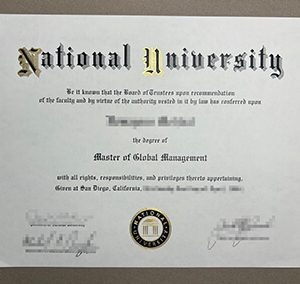 National University
Be it known that the Board of Trustees upon recommendation
of the faculty and by virtue of the authority vested in it by law has conferred upon
the degree of
Master of Global Management
with all rights, responsibilities, and privileges thereto appertaining.
Given at San Diego, California,
NATIONAL
UNIVERSITY